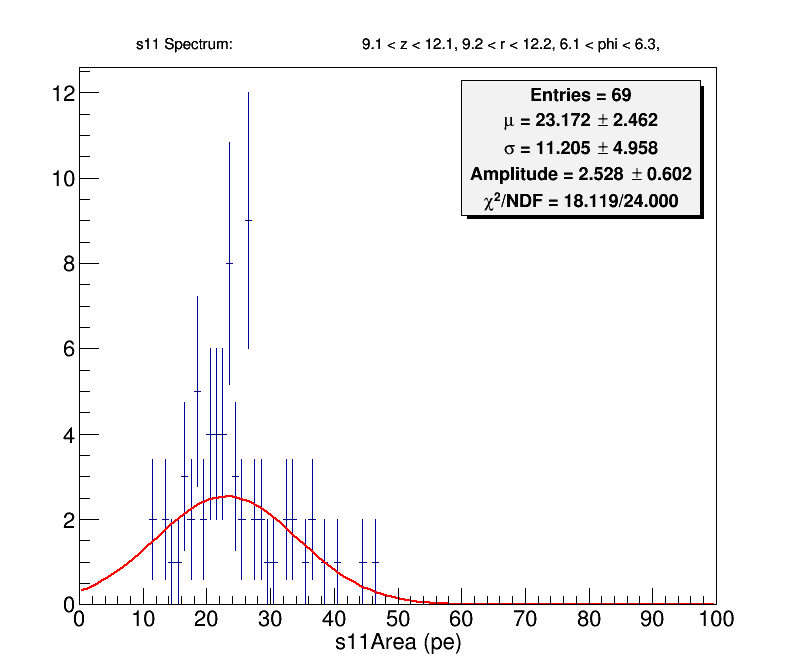 s11 Spectrum: 9.1 < z < 12.1, 9.2 < r < 12.2, 6.1 < phi < 6.3,
Entries = 69
μ = 23.172 ± 2.462
σ = 11.205 ± 4.958
Amplitude = 2.528 ± 0.602
χ²/NDF = 18.119/24.000
12
10
8
6
4
2
0
0 10 20 30 40 50 60 70 80 90 100
s11Area (pe)